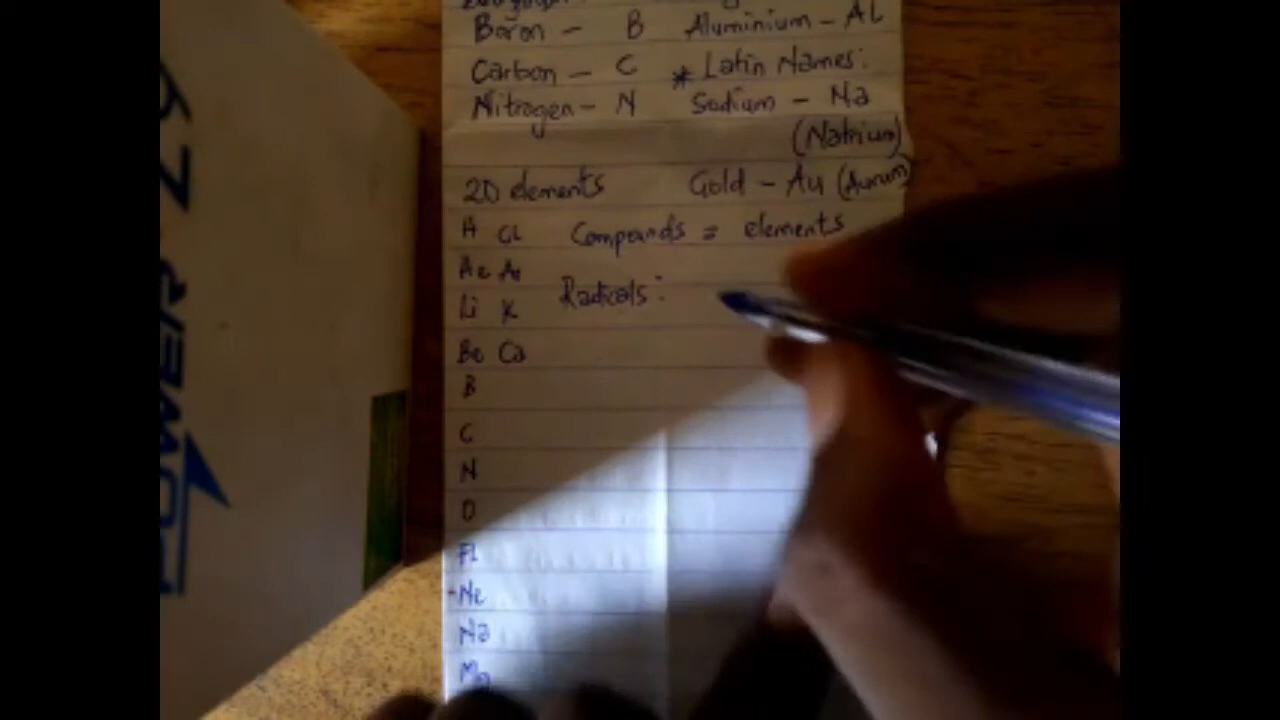 Boron - B Aluminium - Al
Carbon - C * Latin Names:
Nitrogen - N Sodium - Na
(Natrium)
20 elements Gold - Au (Aurum)
H Cl Compounds = elements
He Ar
Li K Radicals:
Be Ca
B
C
N
O
Fl
Ne
Na
Mg